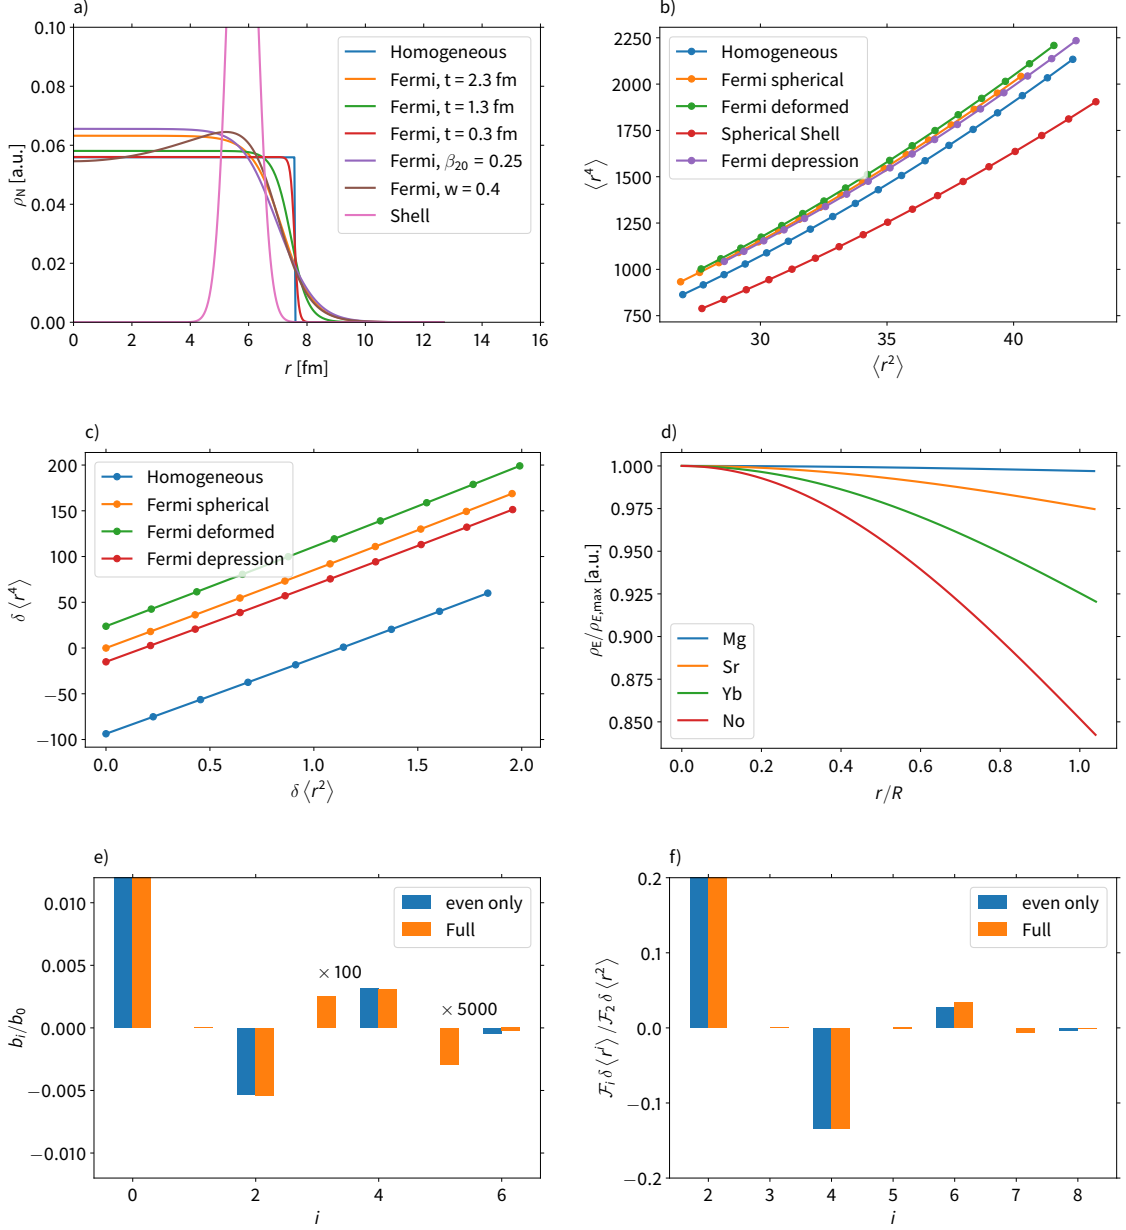 a)
0.10
0.08
0.06
0.04
0.02
0.00
ρN [a.u.]
0 2 4 6 8 10 12 14 16
r [fm]
Homogeneous
Fermi, t = 2.3 fm
Fermi, t = 1.3 fm
Fermi, t = 0.3 fm
Fermi, β20 = 0.25
Fermi, w = 0.4
Shell
b)
2250
2000
1750
1500
1250
1000
750
⟨r⁴⟩
30 35 40
⟨r²⟩
Homogeneous
Fermi spherical
Fermi deformed
Spherical Shell
Fermi depression
c)
200
150
100
50
0
−50
−100
δ⟨r⁴⟩
0.0 0.5 1.0 1.5 2.0
δ⟨r²⟩
Homogeneous
Fermi spherical
Fermi deformed
Fermi depression
d)
1.000
0.975
0.950
0.925
0.900
0.875
0.850
ρE/ρE,max [a.u.]
0.0 0.2 0.4 0.6 0.8 1.0
r/R
Mg
Sr
Yb
No
e)
0.010
0.005
0.000
−0.005
−0.010
bi/b0
0 2 4 6
i
even only
Full
× 100
× 5000
f)
0.2
0.1
0.0
−0.1
−0.2
ℱi δ⟨rⁱ⟩/ℱ2 δ⟨r²⟩
2 3 4 5 6 7 8
i
even only
Full